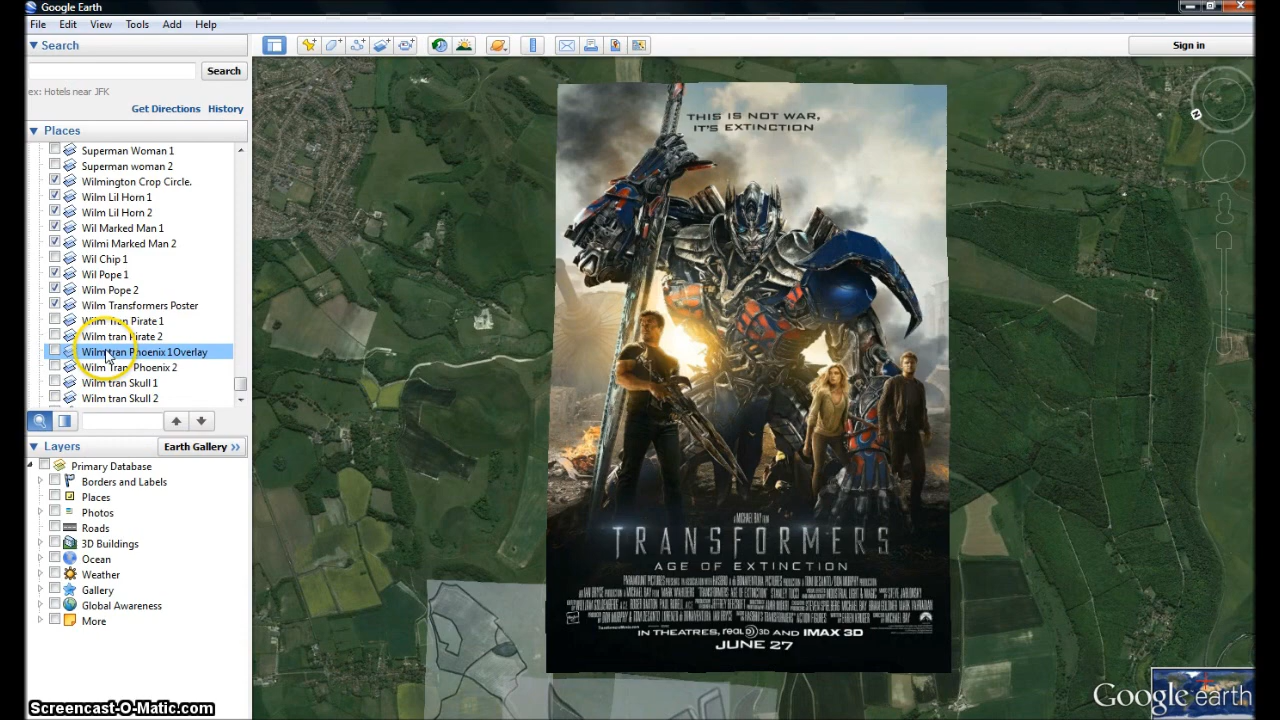 Google Earth
File Edit View Tools Add Help
Search
Search
ex: Hotels near JFK
Get Directions History
Places
Superman Woman 1
Superman woman 2
Wilmington Crop Circle.
Wilm Lil Horn 1
Wilm Lil Horn 2
Wil Marked Man 1
Wilmi Marked Man 2
Wil Chip 1
Wil Pope 1
Wilm Pope 2
Wilm Transformers Poster
Wilm Tran Pirate 1
Wilm tran Pirate 2
Wilm tran Phoenix 1Overlay
Wilm Tran Phoenix 2
Wilm tran Skull 1
Wilm tran Skull 2
Layers
Earth Gallery >>
Primary Database
Borders and Labels
Places
Photos
Roads
3D Buildings
Ocean
Weather
Gallery
Global Awareness
More
Screencast-O-Matic.com
Sign in
N
THIS IS NOT WAR,
IT'S EXTINCTION
A MICHAEL BAY FILM
TRANSFORMERS
AGE OF EXTINCTION
IN THEATRES, REAL D 3D AND IMAX 3D
JUNE 27
Google earth